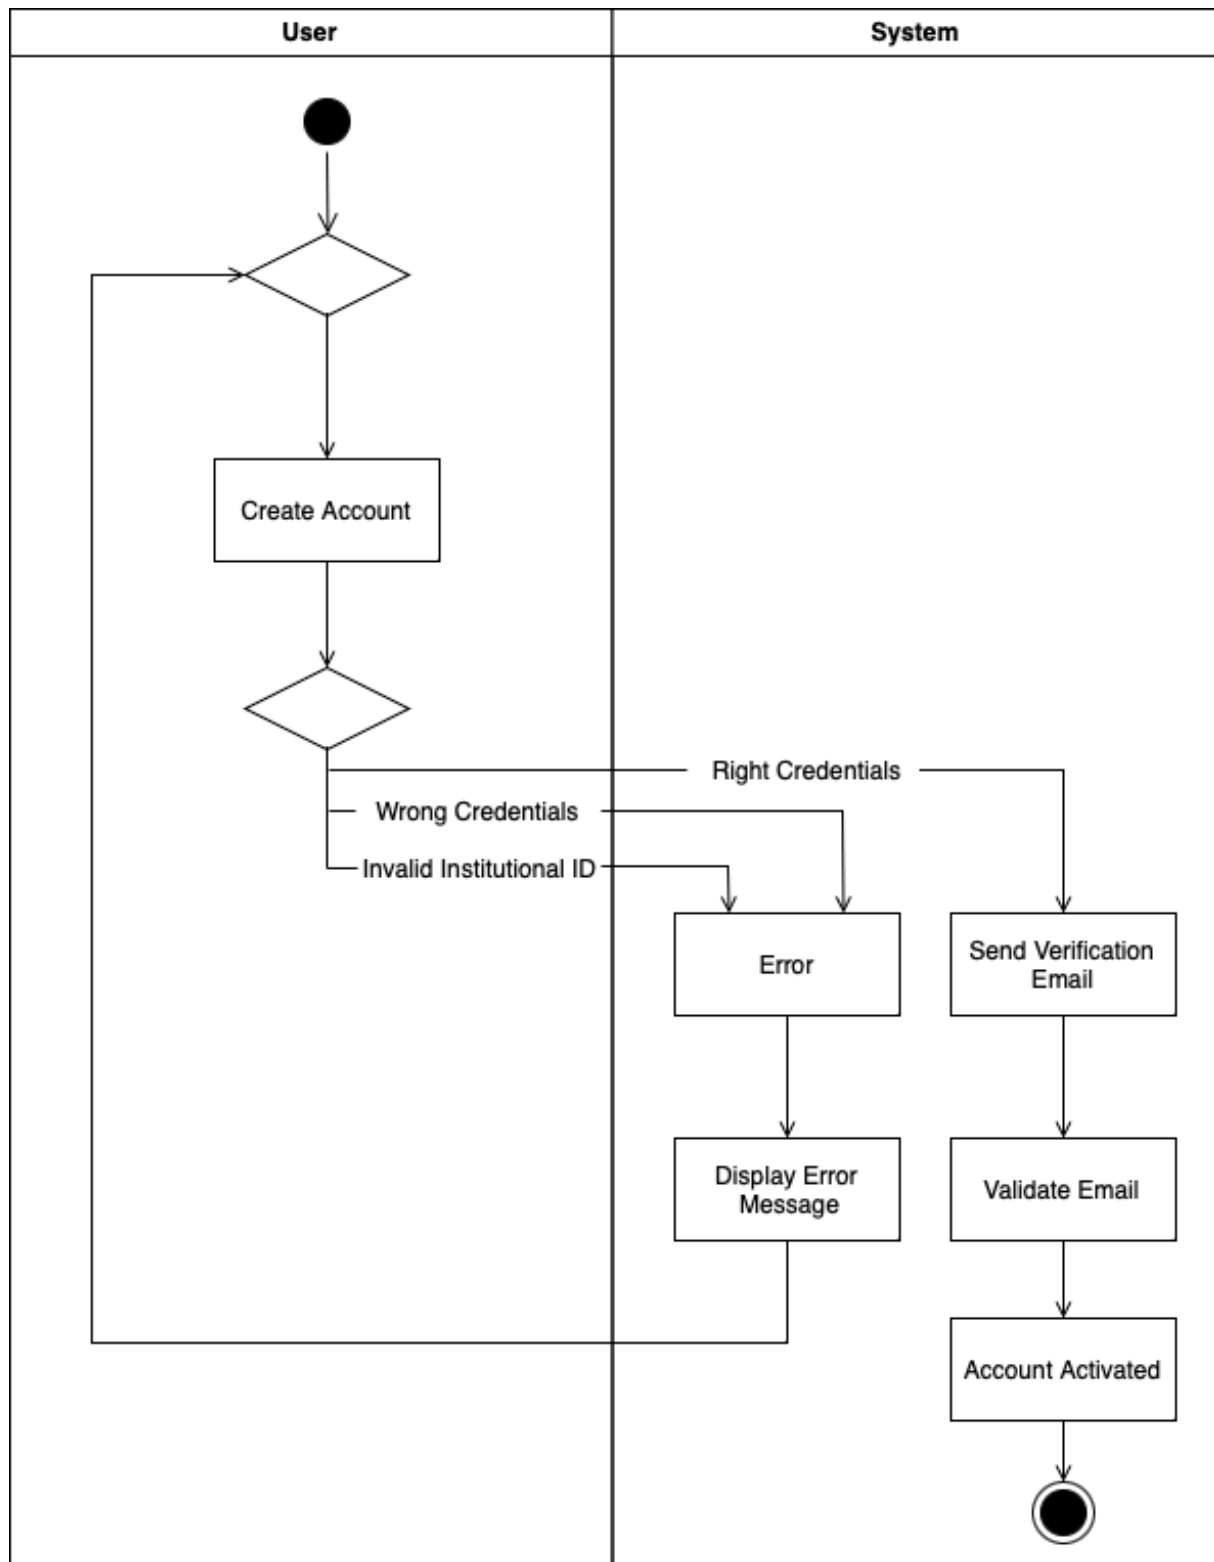 User
System
Create Account
Right Credentials
Wrong Credentials
Invalid Institutional ID
Error
Send Verification
Email
Display Error
Message
Validate Email
Account Activated